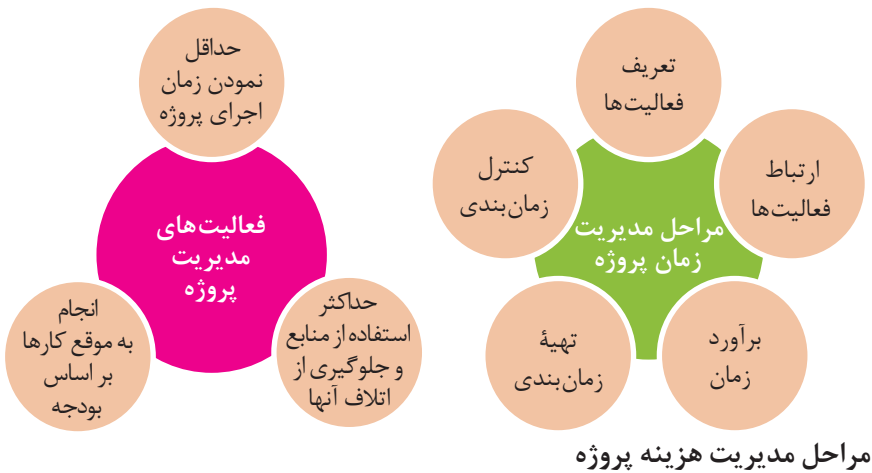 تعریف
فعالیت‌ها
ارتباط
فعالیت‌ها
برآورد
زمان
تهیۀ
زمان‌بندی
کنترل
زمان‌بندی
مراحل مدیریت
زمان پروژه
حداقل
نمودن زمان
اجرای پروژه
حداکثر
استفاده از منابع
و جلوگیری از
اتلاف آنها
انجام
به موقع کارها
بر اساس
بودجه
فعالیت‌های
مدیریت
پروژه
مراحل مدیریت هزینه پروژه